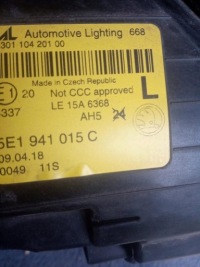 AL Automotive Lighting 668
301 104 201 00
Made in Czech Republic
E1 20 Not CCC approved L
LE 15A 6368
337 AH5
5E1 941 015 C
09.04.18
0049 11S